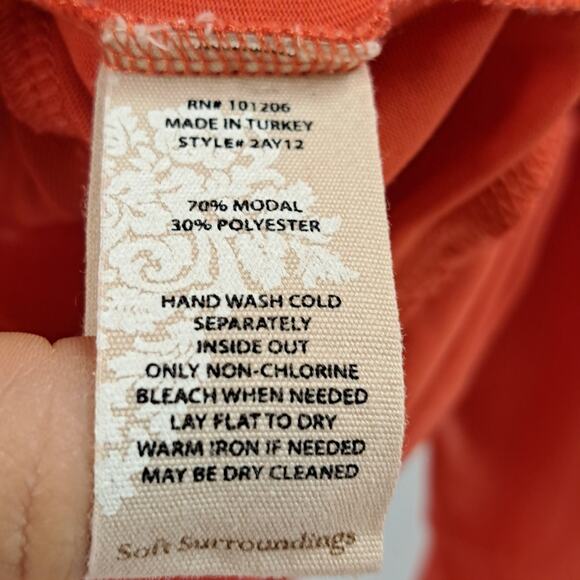 RN# 101206
MADE IN TURKEY
STYLE# 2AY12
70% MODAL
30% POLYESTER
HAND WASH COLD
SEPARATELY
INSIDE OUT
ONLY NON-CHLORINE
BLEACH WHEN NEEDED
LAY FLAT TO DRY
WARM IRON IF NEEDED
MAY BE DRY CLEANED
Soft Surroundings